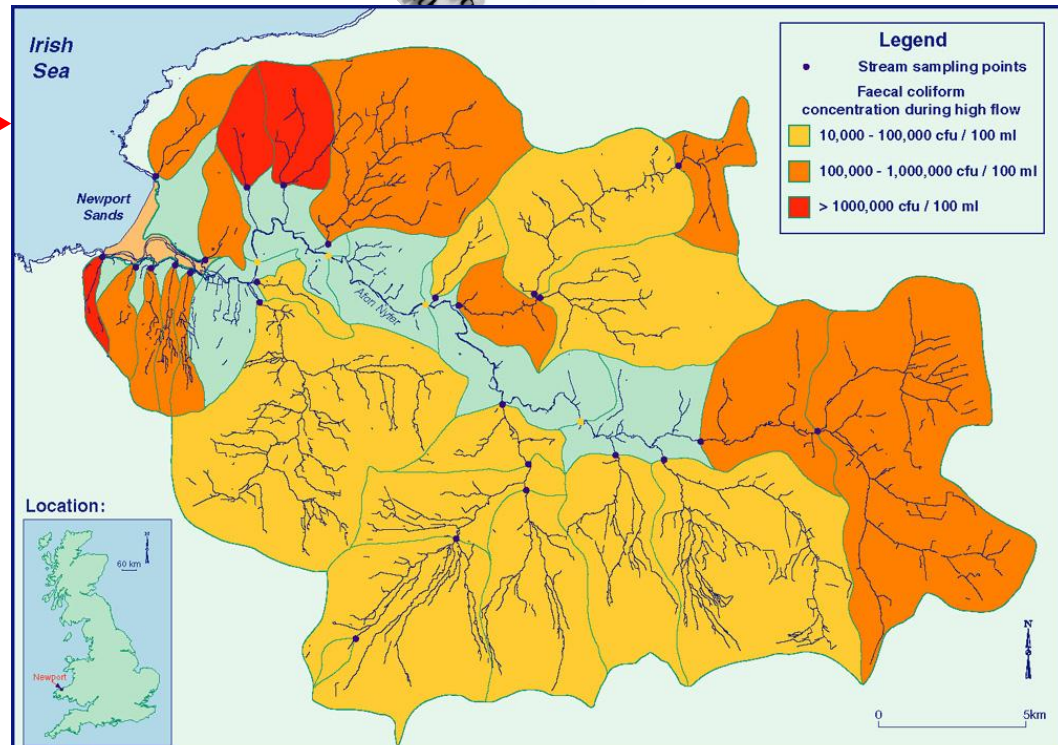 Irish
Sea
Legend
Stream sampling points
Faecal coliform
concentration during high flow
10,000 - 100,000 cfu / 100 ml
100,000 - 1,000,000 cfu / 100 ml
> 1000,000 cfu / 100 ml
Newport
Sands
Afon Nyfer
Location:
N
60 km
Newport
N
0 5km